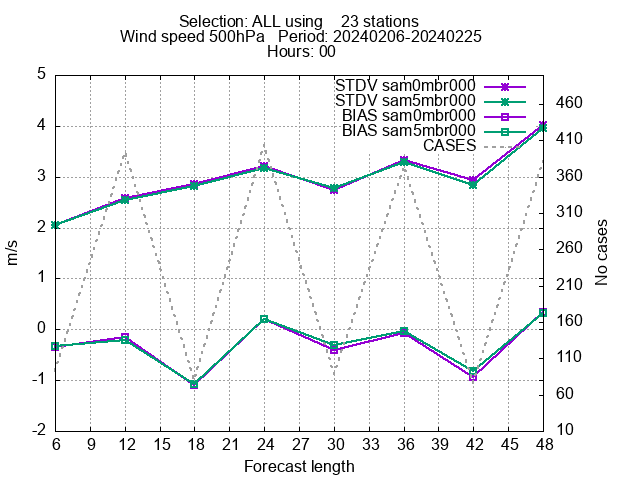 Selection: ALL using    23 stations
Wind speed 500hPa   Period: 20240206-20240225
Hours: 00
STDV sam0mbr000
STDV sam5mbr000
BIAS sam0mbr000
BIAS sam5mbr000
CASES
5
4
3
2
1
0
-1
-2
m/s
460
410
360
310
260
210
160
110
60
10
No cases
6 9 12 15 18 21 24 27 30 33 36 39 42 45 48
Forecast length